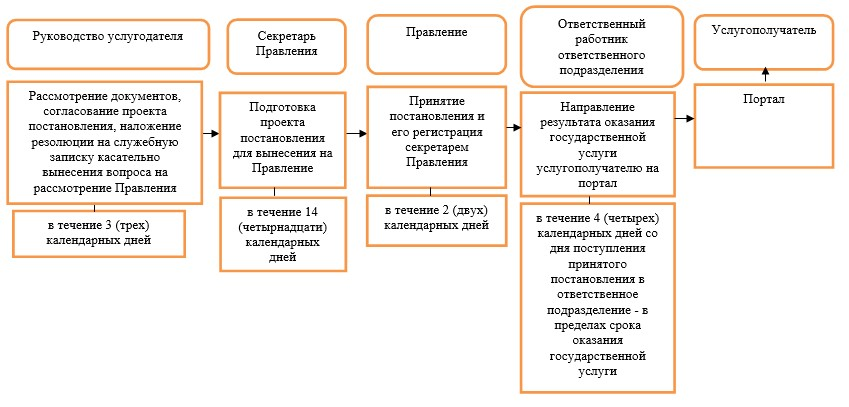 Руководство услугодателя
Секретарь
Правления
Правление
Ответственный
работник
ответственного
подразделения
Услугополучатель
Рассмотрение документов,
согласование проекта
постановления, наложение
резолюции на служебную
записку касательно
вынесения вопроса на
рассмотрение Правления
Подготовка
проекта
постановления
для вынесения на
Правление
Принятие
постановления и
его регистрация
секретарем
Правления
Направление
результата оказания
государственной
услуги
услугополучателю на
портал
Портал
в течение 3 (трех)
календарных дней
в течение 14
(четырнадцати)
календарных
дней
в течение 2 (двух)
календарных дней
в течение 4 (четырех)
календарных дней со
дня поступления
принятого
постановления в
ответственное
подразделение - в
пределах срока
оказания
государственной
услуги